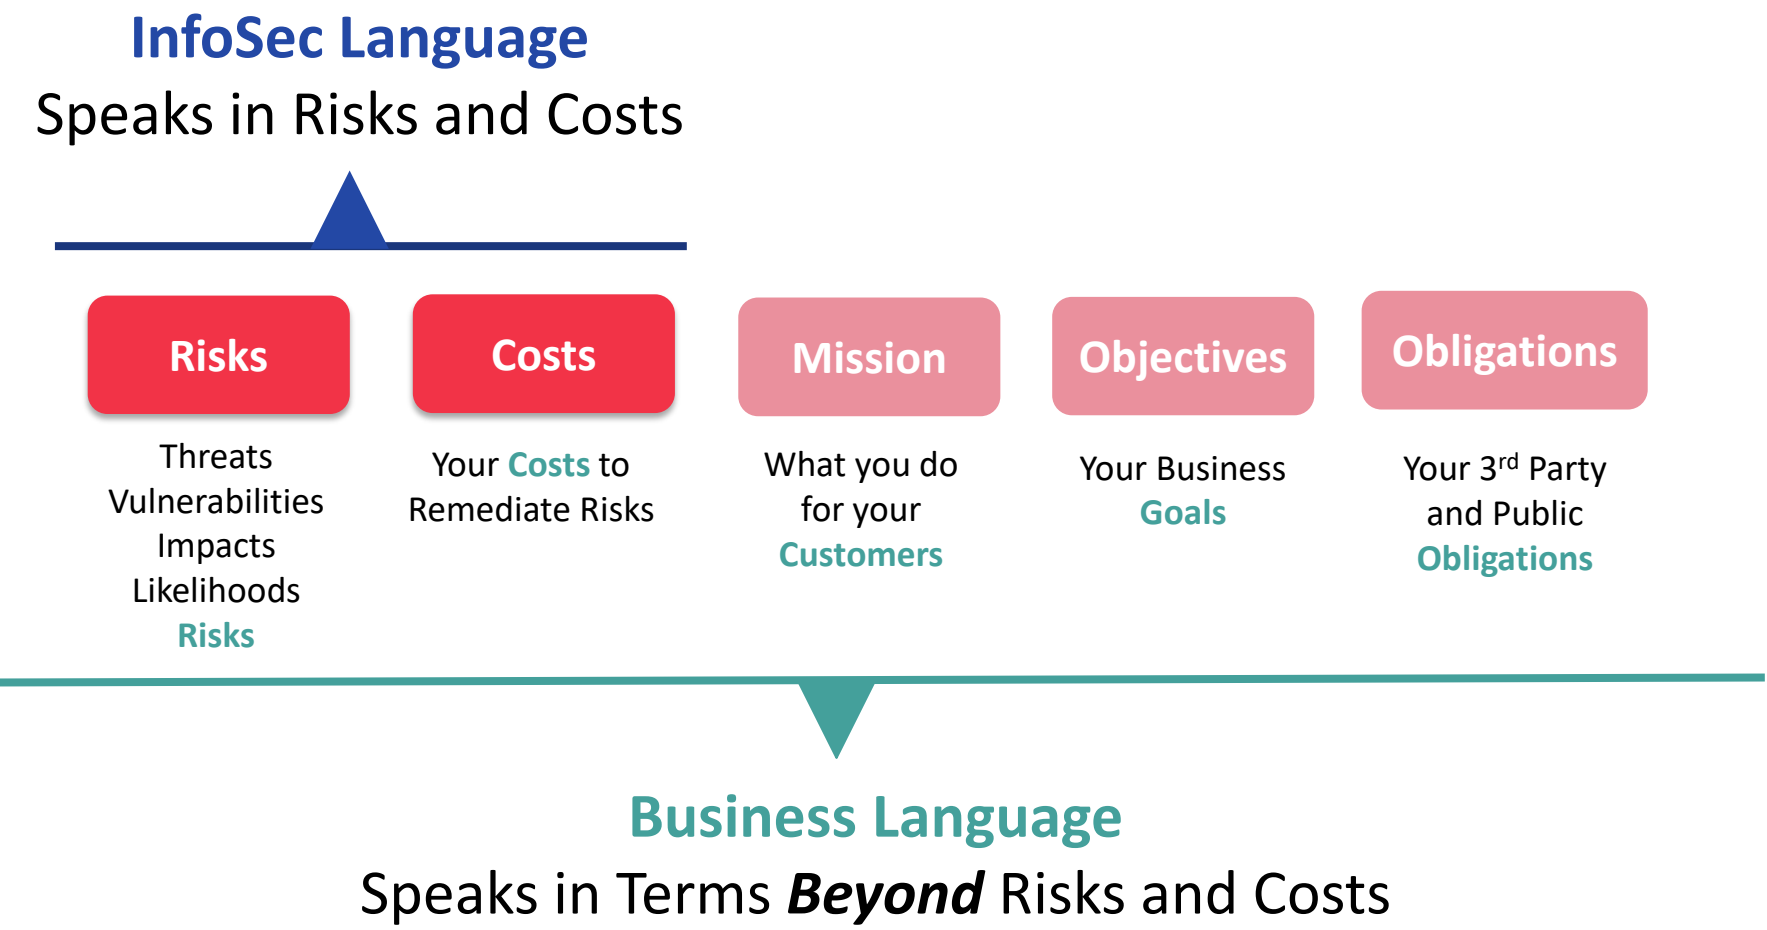 InfoSec Language
Speaks in Risks and Costs
Risks
Costs
Mission
Objectives
Obligations
Threats
Vulnerabilities
Impacts
Likelihoods
Risks
Your Costs to
Remediate Risks
What you do
for your
Customers
Your Business
Goals
Your 3rd Party
and Public
Obligations
Business Language
Speaks in Terms Beyond Risks and Costs